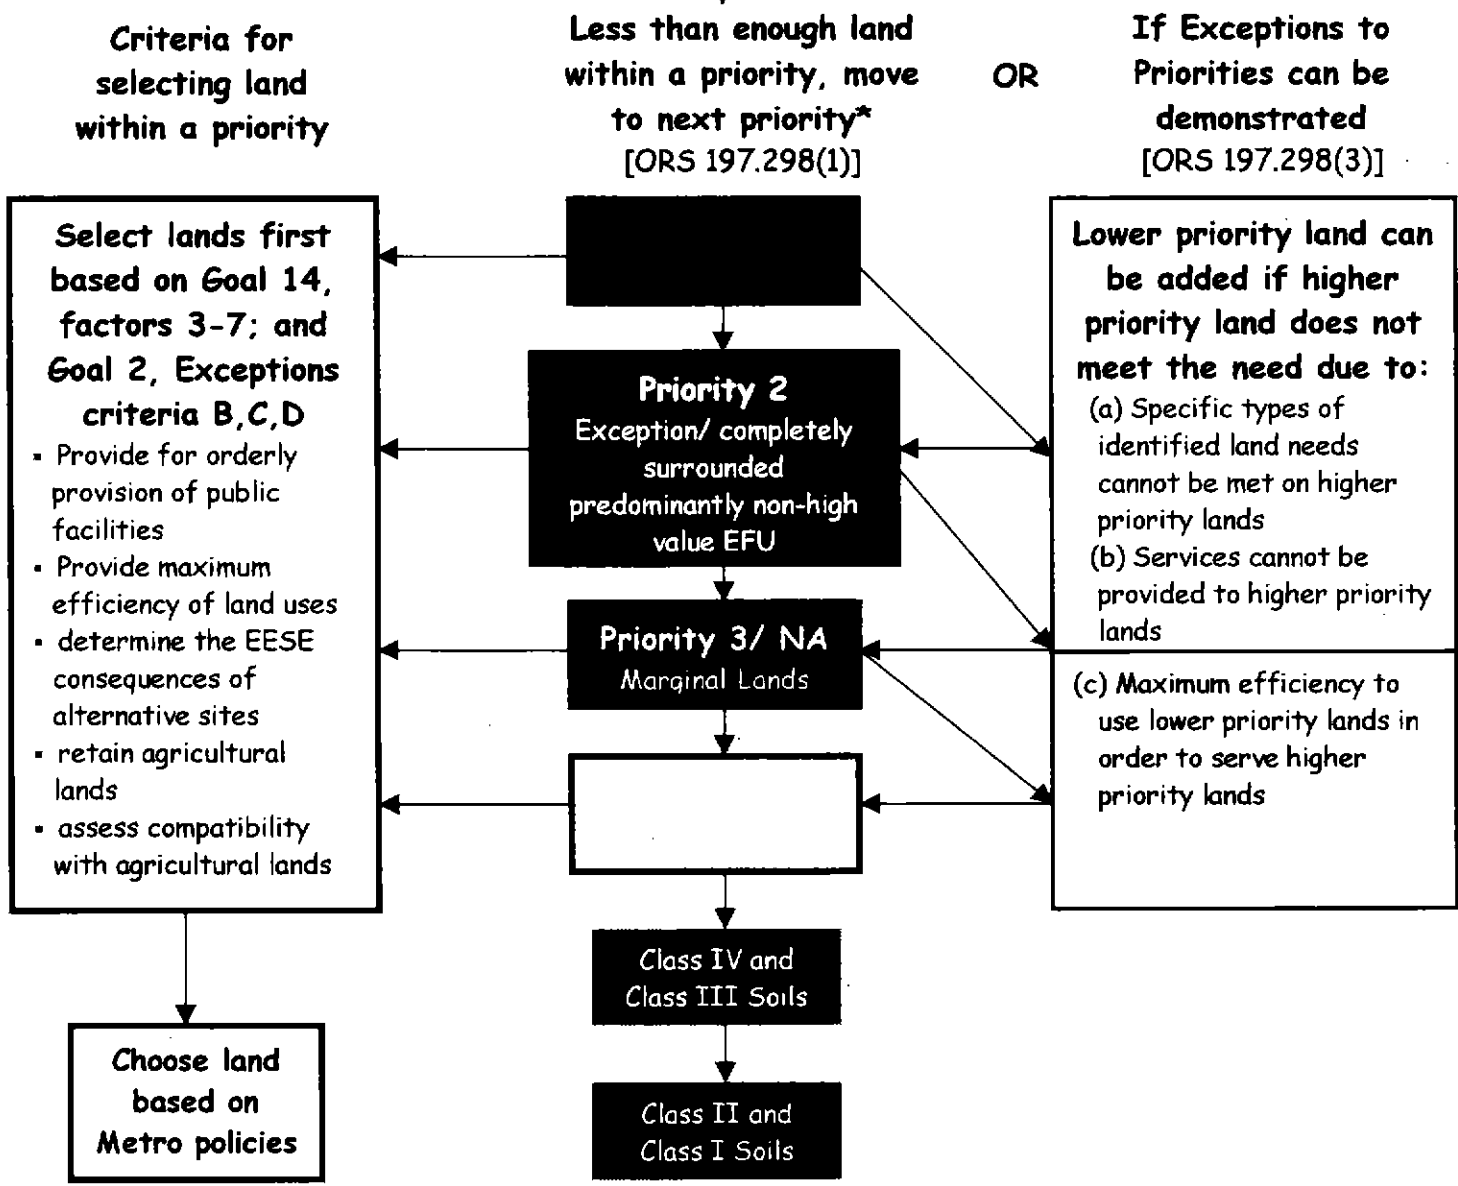 Criteria for
selecting land
within a priority
Less than enough land
within a priority, move
to next priority*
[ORS 197.298(1)]
OR
If Exceptions to
Priorities can be
demonstrated
[ORS 197.298(3)]
Select lands first
based on Goal 14,
factors 3-7; and
Goal 2, Exceptions
criteria B,C,D
▪ Provide for orderly
provision of public
facilities
▪ Provide maximum
efficiency of land uses
▪ determine the EESE
consequences of
alternative sites
▪ retain agricultural
lands
▪ assess compatibility
with agricultural lands
Choose land
based on
Metro policies
Priority 2
Exception/ completely
surrounded
predominantly non-high
value EFU
Priority 3/ NA
Marginal Lands
Class IV and
Class III Soils
Class II and
Class I Soils
Lower priority land can
be added if higher
priority land does not
meet the need due to:
(a) Specific types of
identified land needs
cannot be met on higher
priority lands
(b) Services cannot be
provided to higher priority
lands
(c) Maximum efficiency to
use lower priority lands in
order to serve higher
priority lands